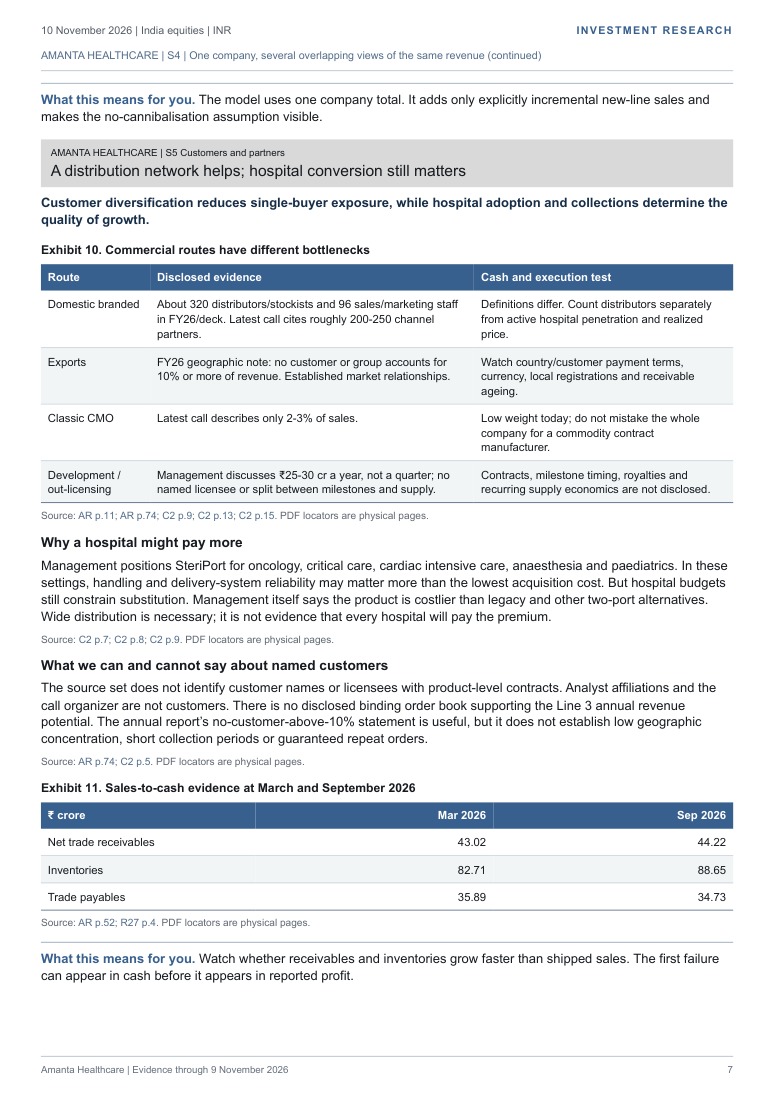 10 November 2026 | India equities | INR
INVESTMENT RESEARCH
AMANTA HEALTHCARE | S4 | One company, several overlapping views of the same revenue (continued)
What this means for you. The model uses one company total. It adds only explicitly incremental new-line sales and
makes the no-cannibalisation assumption visible.
AMANTA HEALTHCARE | S5 Customers and partners
A distribution network helps; hospital conversion still matters
Customer diversification reduces single-buyer exposure, while hospital adoption and collections determine the
quality of growth.
Exhibit 10. Commercial routes have different bottlenecks
Route
Disclosed evidence
Cash and execution test
Domestic branded
About 320 distributors/stockists and 96 sales/marketing staff
in FY26/deck. Latest call cites roughly 200-250 channel
partners.
Definitions differ. Count distributors separately
from active hospital penetration and realized
price.
Exports
FY26 geographic note: no customer or group accounts for
10% or more of revenue. Established market relationships.
Watch country/customer payment terms,
currency, local registrations and receivable
ageing.
Classic CMO
Latest call describes only 2-3% of sales.
Low weight today; do not mistake the whole
company for a commodity contract
manufacturer.
Development /
out-licensing
Management discusses ₹25-30 cr a year, not a quarter; no
named licensee or split between milestones and supply.
Contracts, milestone timing, royalties and
recurring supply economics are not disclosed.
Source: AR p.11; AR p.74; C2 p.9; C2 p.13; C2 p.15. PDF locators are physical pages.
Why a hospital might pay more
Management positions SteriPort for oncology, critical care, cardiac intensive care, anaesthesia and paediatrics. In these
settings, handling and delivery-system reliability may matter more than the lowest acquisition cost. But hospital budgets
still constrain substitution. Management itself says the product is costlier than legacy and other two-port alternatives.
Wide distribution is necessary; it is not evidence that every hospital will pay the premium.
Source: C2 p.7; C2 p.8; C2 p.9. PDF locators are physical pages.
What we can and cannot say about named customers
The source set does not identify customer names or licensees with product-level contracts. Analyst affiliations and the
call organizer are not customers. There is no disclosed binding order book supporting the Line 3 annual revenue
potential. The annual report's no-customer-above-10% statement is useful, but it does not establish low geographic
concentration, short collection periods or guaranteed repeat orders.
Source: AR p.74; C2 p.5. PDF locators are physical pages.
Exhibit 11. Sales-to-cash evidence at March and September 2026
₹ crore
Mar 2026
Sep 2026
Net trade receivables
43.02
44.22
Inventories
82.71
88.65
Trade payables
35.89
34.73
Source: AR p.52; R27 p.4. PDF locators are physical pages.
What this means for you. Watch whether receivables and inventories grow faster than shipped sales. The first failure
can appear in cash before it appears in reported profit.
Amanta Healthcare | Evidence through 9 November 2026
7